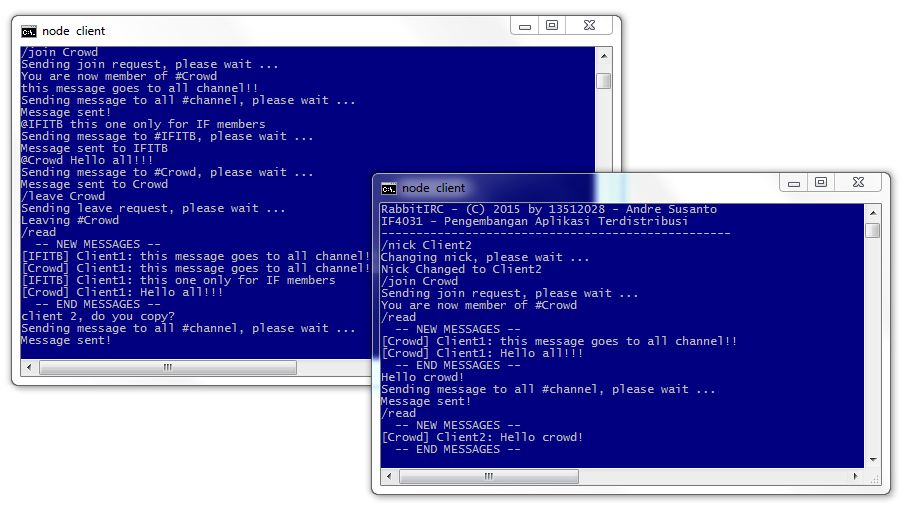 node client
/join Crowd
Sending join request, please wait ...
You are now member of #Crowd
this message goes to all channel!!
Sending message to all #channel, please wait ...
Message sent!
@IFITB this one only for IF members
Sending message to #IFITB, please wait ...
Message sent to IFITB
@Crowd Hello all!!!
Sending message to #Crowd, please wait ...
Message sent to Crowd
/leave Crowd
Sending leave request, please wait ...
Leaving #Crowd
/read
-- NEW MESSAGES --
[IFITB] Client1: this message goes to all channel!
[Crowd] Client1: this message goes to all channel!
[IFITB] Client1: this one only for IF members
[Crowd] Client1: Hello all!!!
-- END MESSAGES --
client 2, do you copy?
Sending message to all #channel, please wait ...
Message sent!
node client
RabbitIRC - (C) 2015 by 13512028 - Andre Susanto
IF4031 - Pengembangan Aplikasi Terdistribusi
--------------------------------------------------
/nick Client2
Changing nick, please wait ...
Nick Changed to Client2
/join Crowd
Sending join request, please wait ...
You are now member of #Crowd
/read
-- NEW MESSAGES --
[Crowd] Client1: this message goes to all channel!!
[Crowd] Client1: Hello all!!!
-- END MESSAGES --
Hello crowd!
Sending message to all #channel, please wait ...
Message sent!
/read
-- NEW MESSAGES --
[Crowd] Client2: Hello crowd!
-- END MESSAGES --